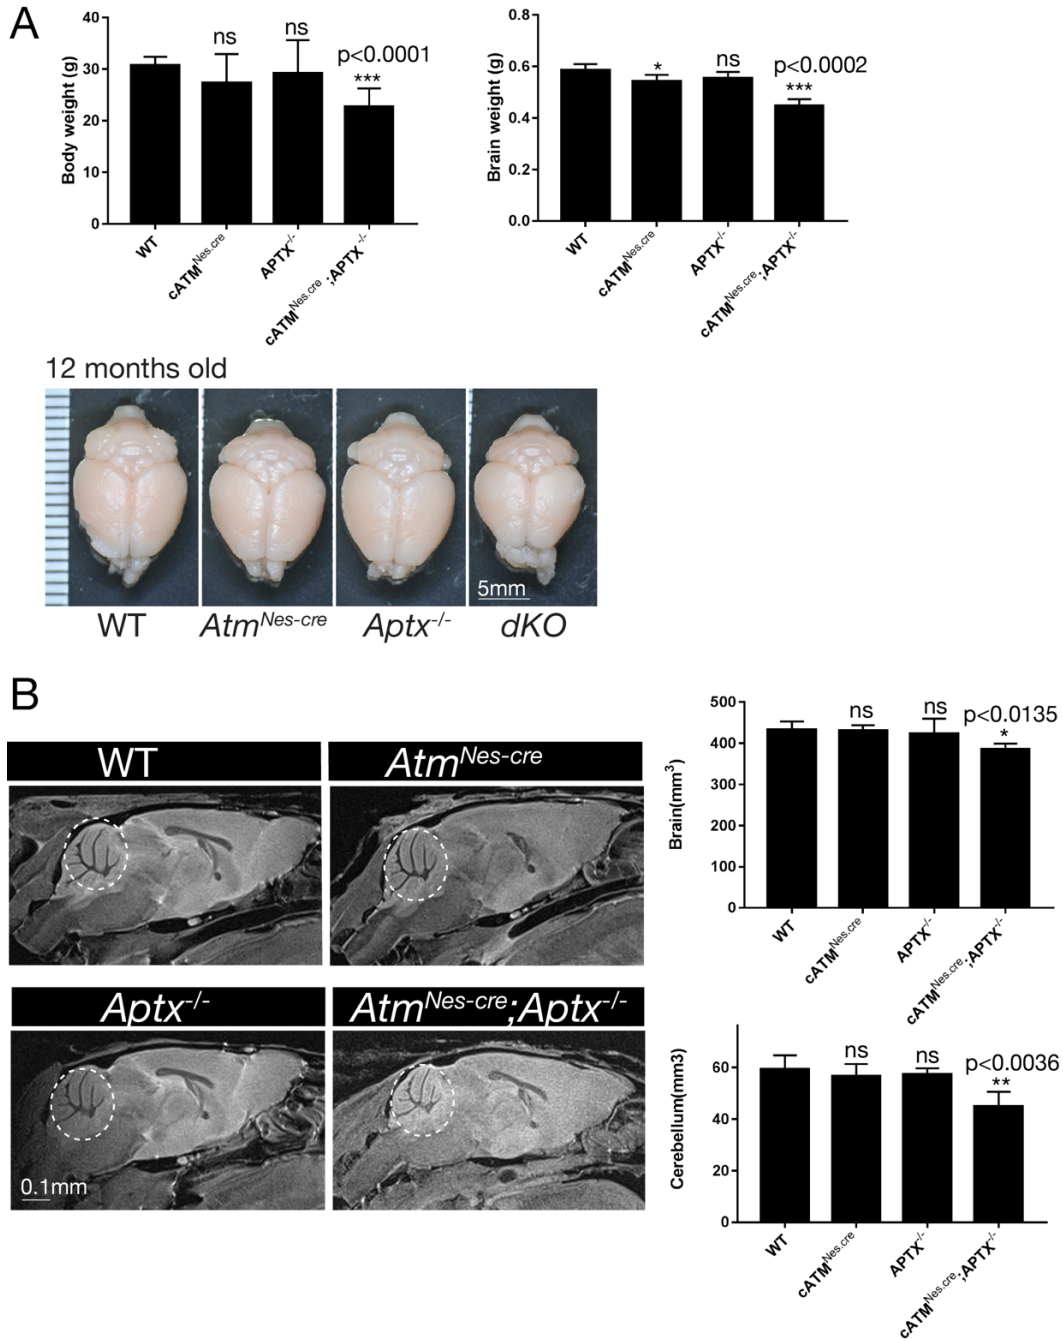 A
40
30
20
10
0
Body weight (g)
ns
ns
p<0.0001
***
WT
cATM^Nes.cre
APTX^-/-
cATM^Nes.cre;APTX^-/-
0.8
0.6
0.4
0.2
0.0
Brain weight (g)
*
ns
p<0.0002
***
WT
cATM^Nes.cre
APTX^-/-
cATM^Nes.cre;APTX^-/-
12 months old
5mm
WT
Atm^Nes-cre
Aptx^-/-
dKO
B
WT
Atm^Nes-cre
Aptx^-/-
Atm^Nes-cre;Aptx^-/-
0.1mm
500
400
300
200
100
0
Brain(mm³)
ns
ns
p<0.0135
*
WT
cATM^Nes.cre
APTX^-/-
cATM^Nes.cre;APTX^-/-
60
40
20
0
Cerebellum(mm3)
ns
ns
p<0.0036
**
WT
cATM^Nes.cre
APTX^-/-
cATM^Nes.cre;APTX^-/-